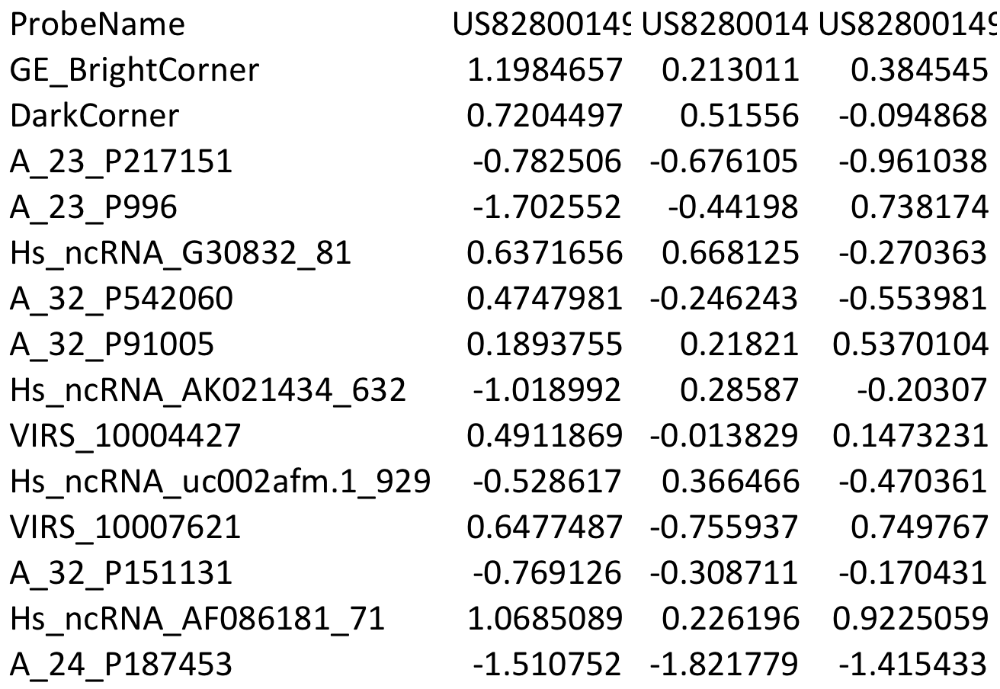 ProbeName US82800149 US8280014 US82800149
GE_BrightCorner 1.1984657 0.213011 0.384545
DarkCorner 0.7204497 0.51556 -0.094868
A_23_P217151 -0.782506 -0.676105 -0.961038
A_23_P996 -1.702552 -0.44198 0.738174
Hs_ncRNA_G30832_81 0.6371656 0.668125 -0.270363
A_32_P542060 0.4747981 -0.246243 -0.553981
A_32_P91005 0.1893755 0.21821 0.5370104
Hs_ncRNA_AK021434_632 -1.018992 0.28587 -0.20307
VIRS_10004427 0.4911869 -0.013829 0.1473231
Hs_ncRNA_uc002afm.1_929 -0.528617 0.366466 -0.470361
VIRS_10007621 0.6477487 -0.755937 0.749767
A_32_P151131 -0.769126 -0.308711 -0.170431
Hs_ncRNA_AF086181_71 1.0685089 0.226196 0.9225059
A_24_P187453 -1.510752 -1.821779 -1.415433